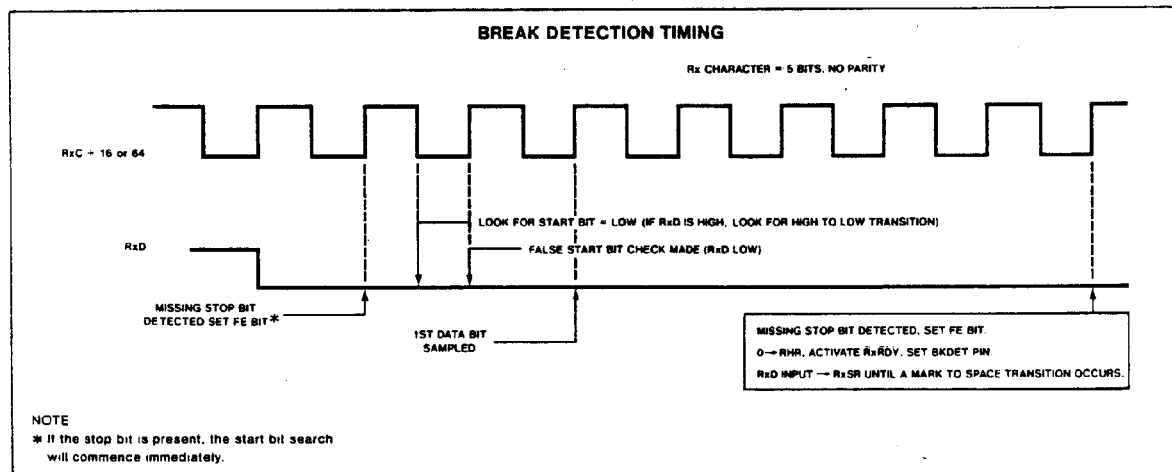 BREAK DETECTION TIMING
Rx CHARACTER = 5 BITS, NO PARITY
RxC ÷ 16 or 64
LOOK FOR START BIT = LOW (IF RxD IS HIGH, LOOK FOR HIGH TO LOW TRANSITION)
RxD
FALSE START BIT CHECK MADE (RxD LOW)
MISSING STOP BIT
DETECTED SET FE BIT*
1ST DATA BIT
SAMPLED
MISSING STOP BIT DETECTED, SET FE BIT.
0→RHR, ACTIVATE R̅x̅R̅D̅Y̅. SET BKDET PIN.
RxD INPUT → RxSR UNTIL A MARK TO SPACE TRANSITION OCCURS.
NOTE
* If the stop bit is present, the start bit search
will commence immediately.